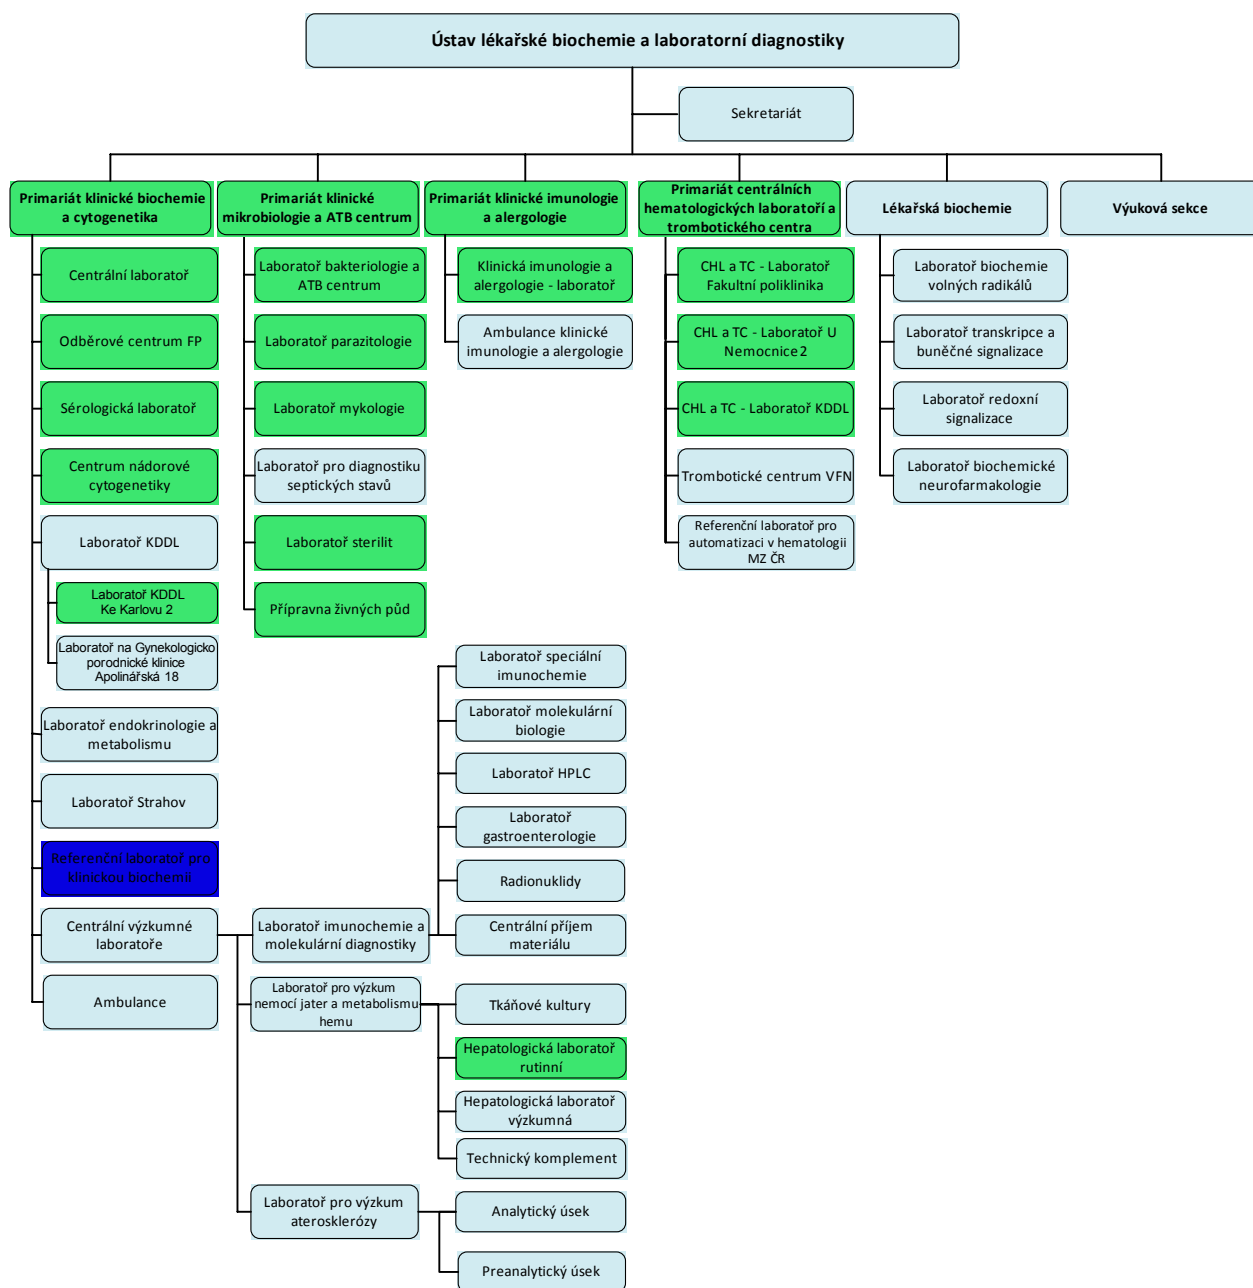 Ústav lékařské biochemie a laboratorní diagnostiky
Sekretariát
Primariát klinické biochemie
a cytogenetika
Primariát klinické
mikrobiologie a ATB centrum
Primariát klinické imunologie
a alergologie
Primariát centrálních
hematologických laboratoří a
trombotického centra
Lékařská biochemie
Výuková sekce
Centrální laboratoř
Odběrové centrum FP
Sérologická laboratoř
Centrum nádorové
cytogenetiky
Laboratoř KDDL
Laboratoř KDDL
Ke Karlovu 2
Laboratoř na Gynekologicko
porodnické klinice
Apolinářská 18
Laboratoř endokrinologie a
metabolismu
Laboratoř Strahov
Referenční laboratoř pro
klinickou biochemii
Centrální výzkumné
laboratoře
Ambulance
Laboratoř bakteriologie a
ATB centrum
Laboratoř parazitologie
Laboratoř mykologie
Laboratoř pro diagnostiku
septických stavů
Laboratoř sterilit
Přípravna živných půd
Klinická imunologie a
alergologie - laboratoř
Ambulance klinické
imunologie a alergologie
CHL a TC - Laboratoř
Fakultní poliklinika
CHL a TC - Laboratoř U
Nemocnice 2
CHL a TC - Laboratoř KDDL
Trombotické centrum VFN
Referenční laboratoř pro
automatizaci v hematologii
MZ ČR
Laboratoř biochemie
volných radikálů
Laboratoř transkripce a
buněčné signalizace
Laboratoř redoxní
signalizace
Laboratoř biochemické
neurofarmakologie
Laboratoř imunochemie a
molekulární diagnostiky
Laboratoř speciální
imunochemie
Laboratoř molekulární
biologie
Laboratoř HPLC
Laboratoř
gastroenterologie
Radionuklidy
Centrální příjem
materiálu
Laboratoř pro výzkum
nemocí jater a metabolismu
hemu
Tkáňové kultury
Hepatologická laboratoř
rutinní
Hepatologická laboratoř
výzkumná
Technický komplement
Laboratoř pro výzkum
aterosklerózy
Analytický úsek
Preanalytický úsek